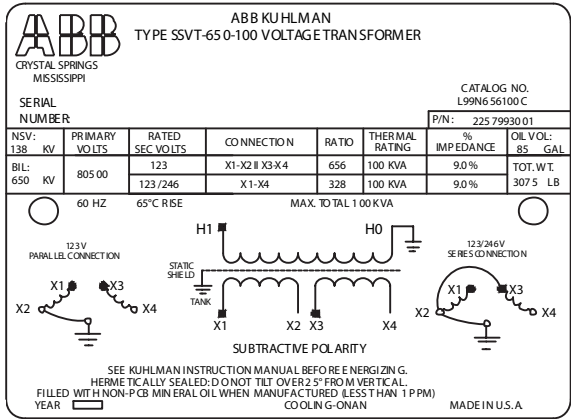 ABB KUHLMAN
TYPE SSVT-650-100 VOLTAGE TRANSFORMER
ABB
CRYSTAL SPRINGS
MISSISSIPPI
CATALOG NO.
L99N656100C
SERIAL
NUMBER:
P/N: 2257993001
NSV: 138 KV
PRIMARY VOLTS
RATED SEC VOLTS
CONNECTION
RATIO
THERMAL RATING
% IMPEDANCE
OIL VOL: 85 GAL
BIL: 650 KV
80500
123 X1-X2 II X3-X4 656 100 KVA 9.0%
TOT. WT. 3075 LB
123/246 X1-X4 328 100 KVA 9.0%
60 HZ 65°C RISE MAX. TOTAL 100 KVA
H1 H0
123 V
PARALLEL CONNECTION
X1 X3
X2 X4
STATIC
SHIELD
TANK
X1 X2 X3 X4
123/246V
SERIES CONNECTION
X1 X3
X2 X4
SUBTRACTIVE POLARITY
SEE KUHLMAN INSTRUCTION MANUAL BEFORE ENERGIZING.
HERMETICALLY SEALED: DO NOT TILT OVER 25° FROM VERTICAL.
FILLED WITH NON-PCB MINERAL OIL WHEN MANUFACTURED (LESS THAN 1 PPM)
YEAR COOLING-ONAN MADE IN U.S.A.